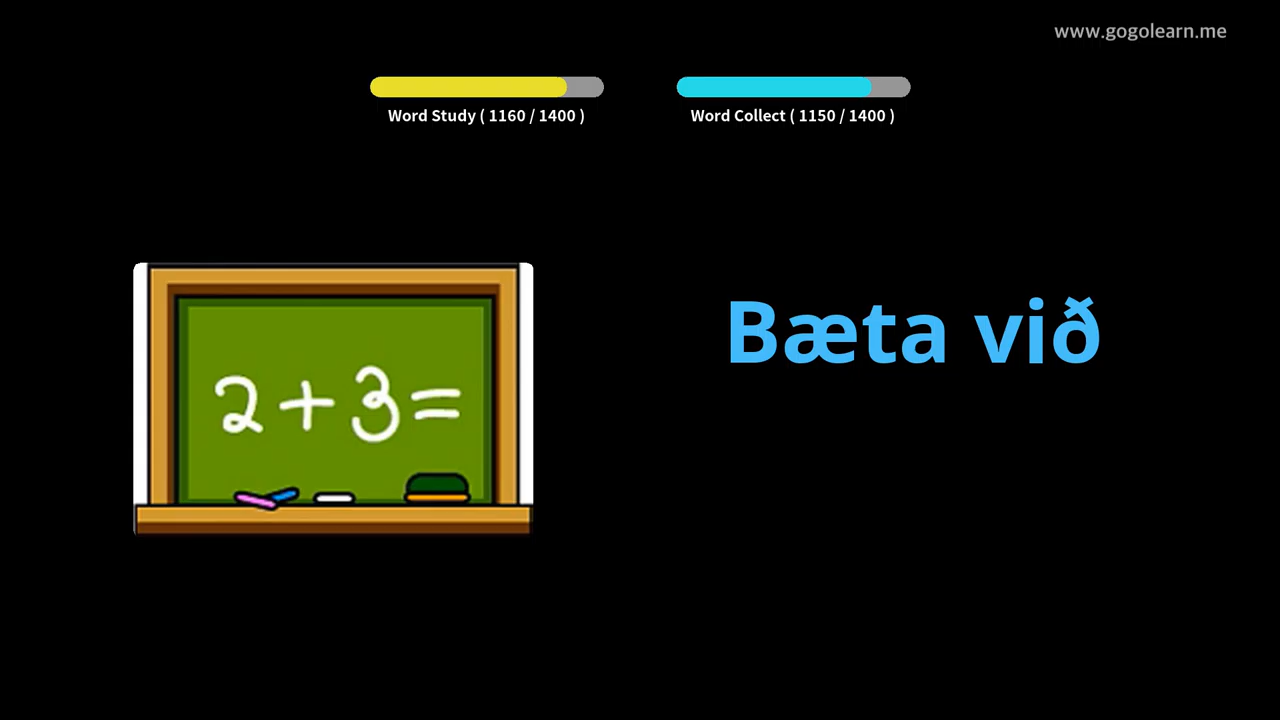 www.gogolearn.me
Word Study ( 1160 / 1400 )
Word Collect ( 1150 / 1400 )
2 + 3 =
Bæta við